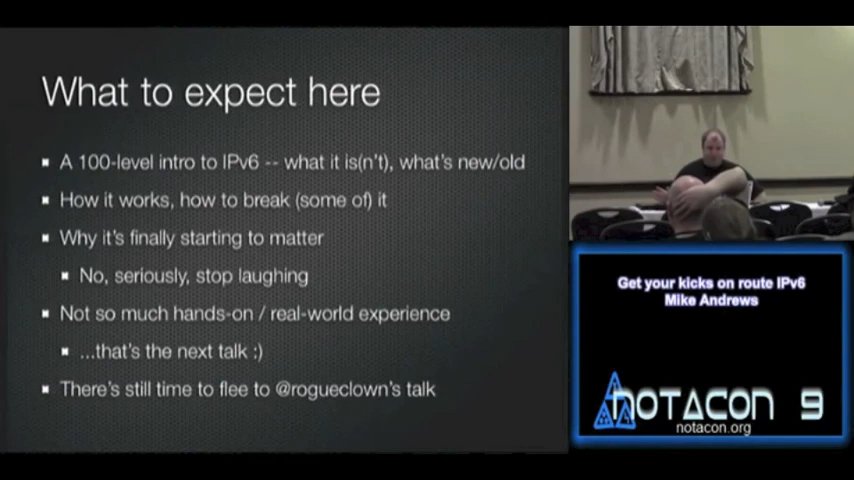 What to expect here
A 100-level intro to IPv6 -- what it is(n't), what's new/old
How it works, how to break (some of) it
Why it's finally starting to matter
No, seriously, stop laughing
Not so much hands-on / real-world experience
...that's the next talk :)
There's still time to flee to @rogueclown's talk
Get your kicks on route IPv6
Mike Andrews
NOTACON 9
notacon.org